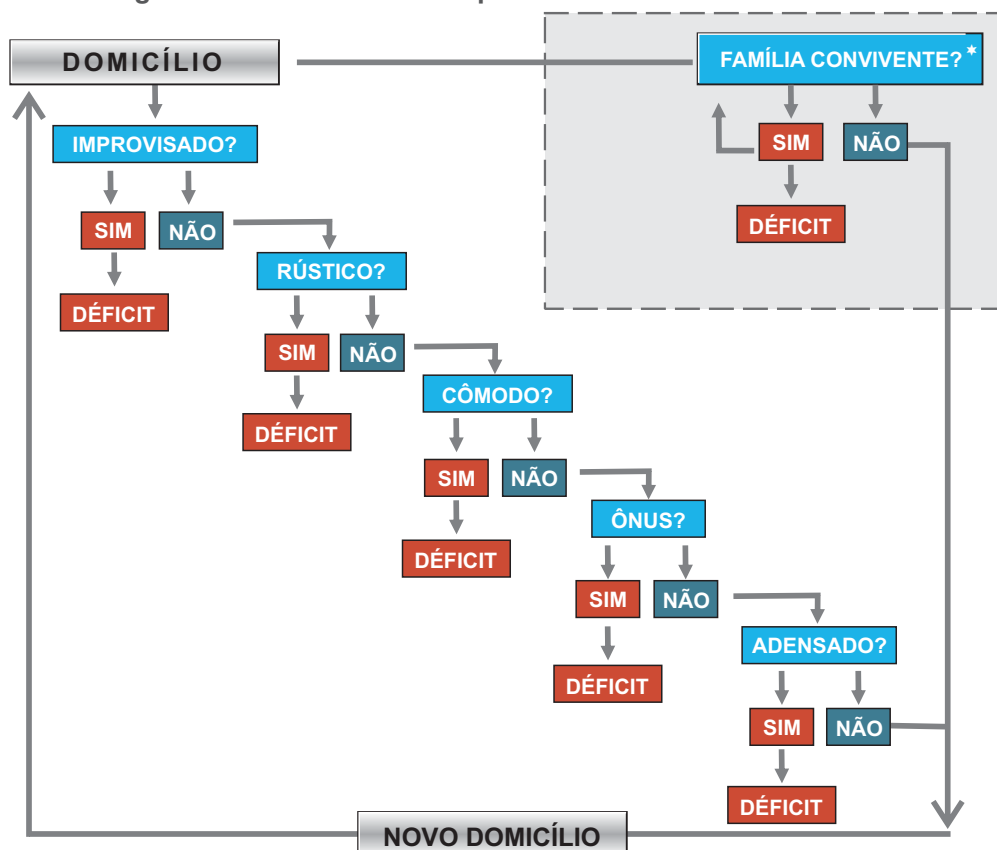 DOMICÍLIO
FAMÍLIA CONVIVENTE? *
IMPROVISADO?
SIM
NÃO
DÉFICIT
SIM
NÃO
DÉFICIT
RÚSTICO?
SIM
NÃO
DÉFICIT
CÔMODO?
SIM
NÃO
DÉFICIT
ÔNUS?
SIM
NÃO
DÉFICIT
ADENSADO?
SIM
NÃO
DÉFICIT
NOVO DOMICÍLIO